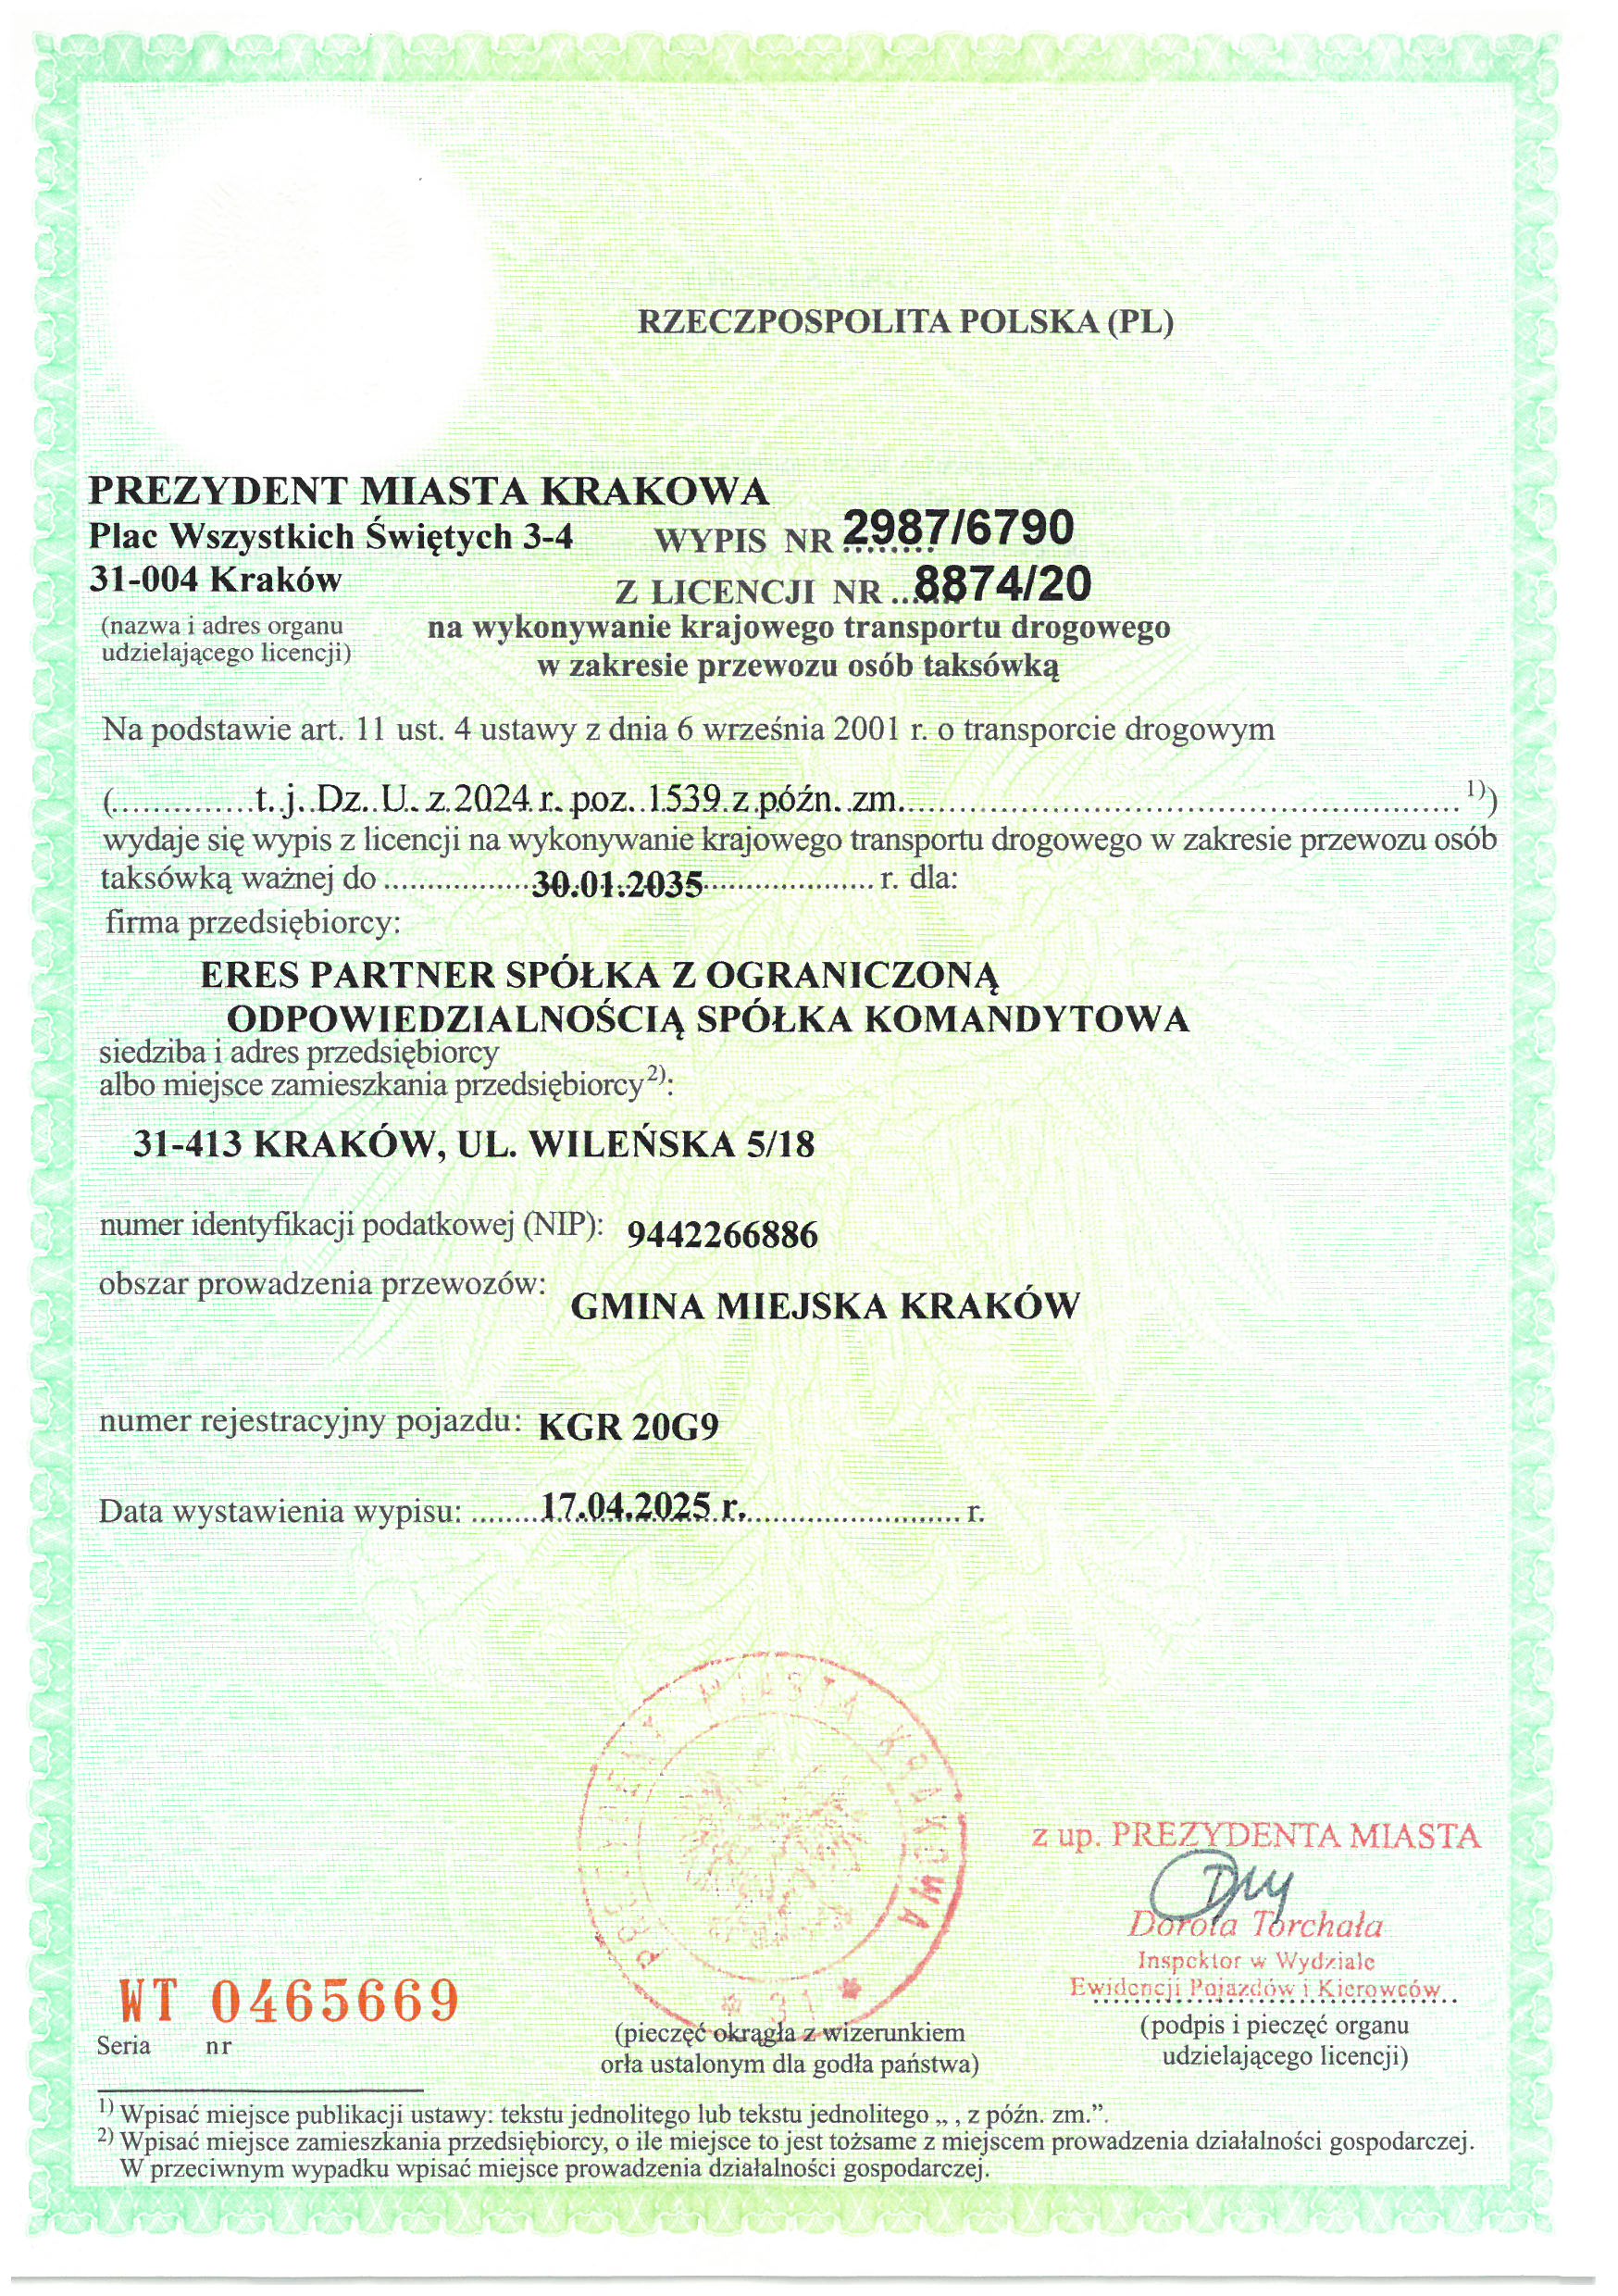 RZECZPOSPOLITA POLSKA (PL)
PREZYDENT MIASTA KRAKOWA
Plac Wszystkich Świętych 3-4
31-004 Kraków
(nazwa i adres organu
udzielającego licencji)
WYPIS NR 2987/6790
Z LICENCJI NR ..8874/20
na wykonywanie krajowego transportu drogowego
w zakresie przewozu osób taksówką
Na podstawie art. 11 ust. 4 ustawy z dnia 6 września 2001 r. o transporcie drogowym
(..............t. j. Dz. U. z 2024 r. poz. 1539 z późn. zm................................................ 1))
wydaje się wypis z licencji na wykonywanie krajowego transportu drogowego w zakresie przewozu osób
taksówką ważnej do ................30.01.2035................... r. dla:
firma przedsiębiorcy:
ERES PARTNER SPÓŁKA Z OGRANICZONĄ
ODPOWIEDZIALNOŚCIĄ SPÓŁKA KOMANDYTOWA
siedziba i adres przedsiębiorcy
albo miejsce zamieszkania przedsiębiorcy2):
31-413 KRAKÓW, UL. WILEŃSKA 5/18
numer identyfikacji podatkowej (NIP): 9442266886
obszar prowadzenia przewozów: GMINA MIEJSKA KRAKÓW
numer rejestracyjny pojazdu: KGR 20G9
Data wystawienia wypisu: ........17.04.2025 r........................ r.
PREZYDENT MIASTA KRAKOWA
* 31 *
z up. PREZYDENTA MIASTA
Dorota Torchała
Inspektor w Wydziale
Ewidencji Pojazdów i Kierowców
WT 0465669
Seria nr
(pieczęć okrągła z wizerunkiem
orła ustalonym dla godła państwa)
(podpis i pieczęć organu
udzielającego licencji)
1) Wpisać miejsce publikacji ustawy: tekstu jednolitego lub tekstu jednolitego „ , z późn. zm.”.
2) Wpisać miejsce zamieszkania przedsiębiorcy, o ile miejsce to jest tożsame z miejscem prowadzenia działalności gospodarczej.
W przeciwnym wypadku wpisać miejsce prowadzenia działalności gospodarczej.